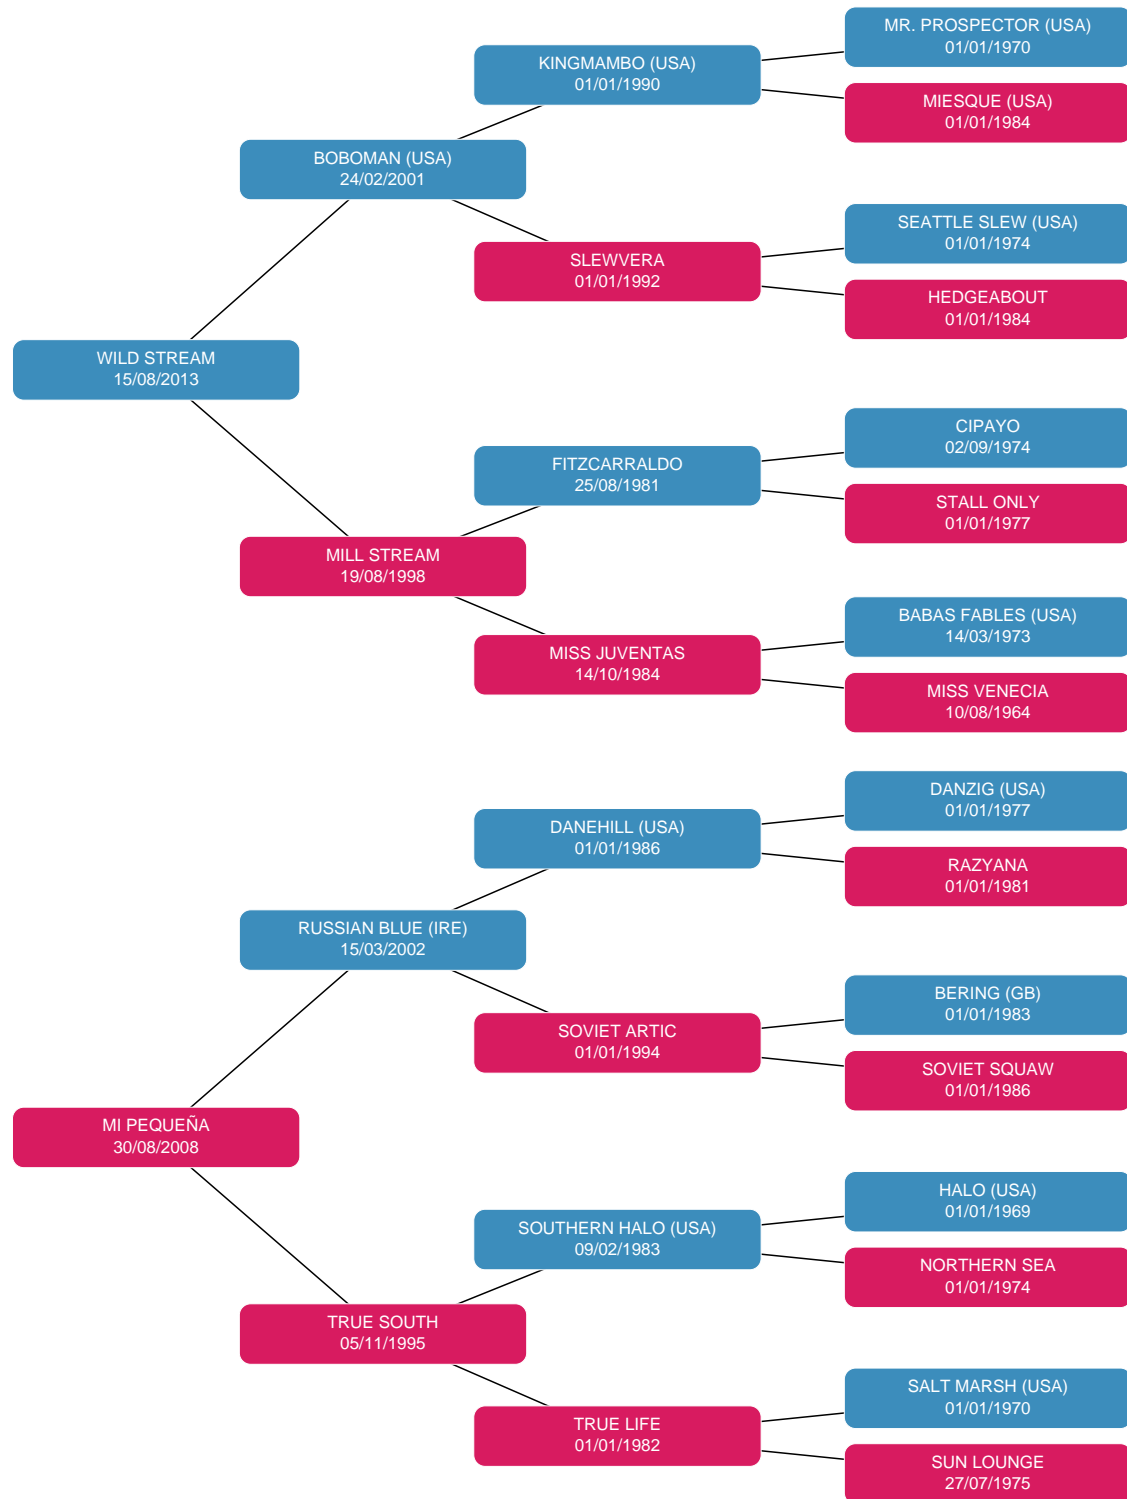 MR. PROSPECTOR (USA)
01/01/1970
KINGMAMBO (USA)
01/01/1990
MIESQUE (USA)
01/01/1984
BOBOMAN (USA)
24/02/2001
SEATTLE SLEW (USA)
01/01/1974
SLEWVERA
01/01/1992
HEDGEABOUT
01/01/1984
WILD STREAM
15/08/2013
CIPAYO
02/09/1974
FITZCARRALDO
25/08/1981
STALL ONLY
01/01/1977
MILL STREAM
19/08/1998
BABAS FABLES (USA)
14/03/1973
MISS JUVENTAS
14/10/1984
MISS VENECIA
10/08/1964
DANZIG (USA)
01/01/1977
DANEHILL (USA)
01/01/1986
RAZYANA
01/01/1981
RUSSIAN BLUE (IRE)
15/03/2002
BERING (GB)
01/01/1983
SOVIET ARTIC
01/01/1994
SOVIET SQUAW
01/01/1986
MI PEQUEÑA
30/08/2008
HALO (USA)
01/01/1969
SOUTHERN HALO (USA)
09/02/1983
NORTHERN SEA
01/01/1974
TRUE SOUTH
05/11/1995
SALT MARSH (USA)
01/01/1970
TRUE LIFE
01/01/1982
SUN LOUNGE
27/07/1975